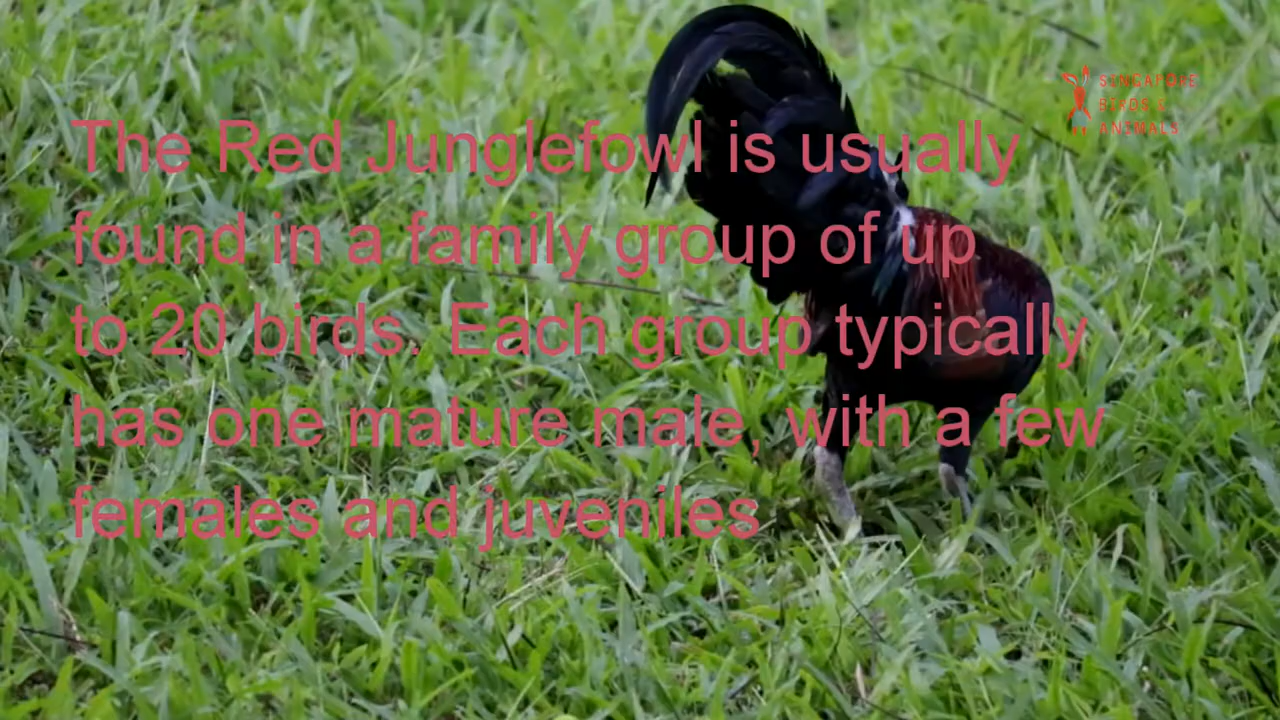 SINGAPORE
BIRDS &
ANIMALS
The Red Junglefowl is usually
found in a family group of up
to 20 birds. Each group typically
has one mature male, with a few
females and juveniles